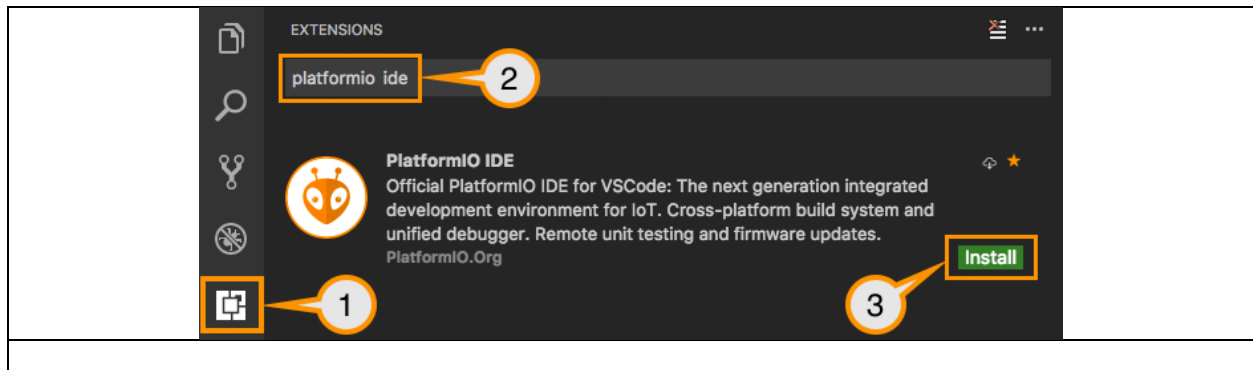 EXTENSIONS
platformio ide
2
PlatformIO IDE
Official PlatformIO IDE for VSCode: The next generation integrated
development environment for IoT. Cross-platform build system and
unified debugger. Remote unit testing and firmware updates.
PlatformIO.Org
Install
1
3